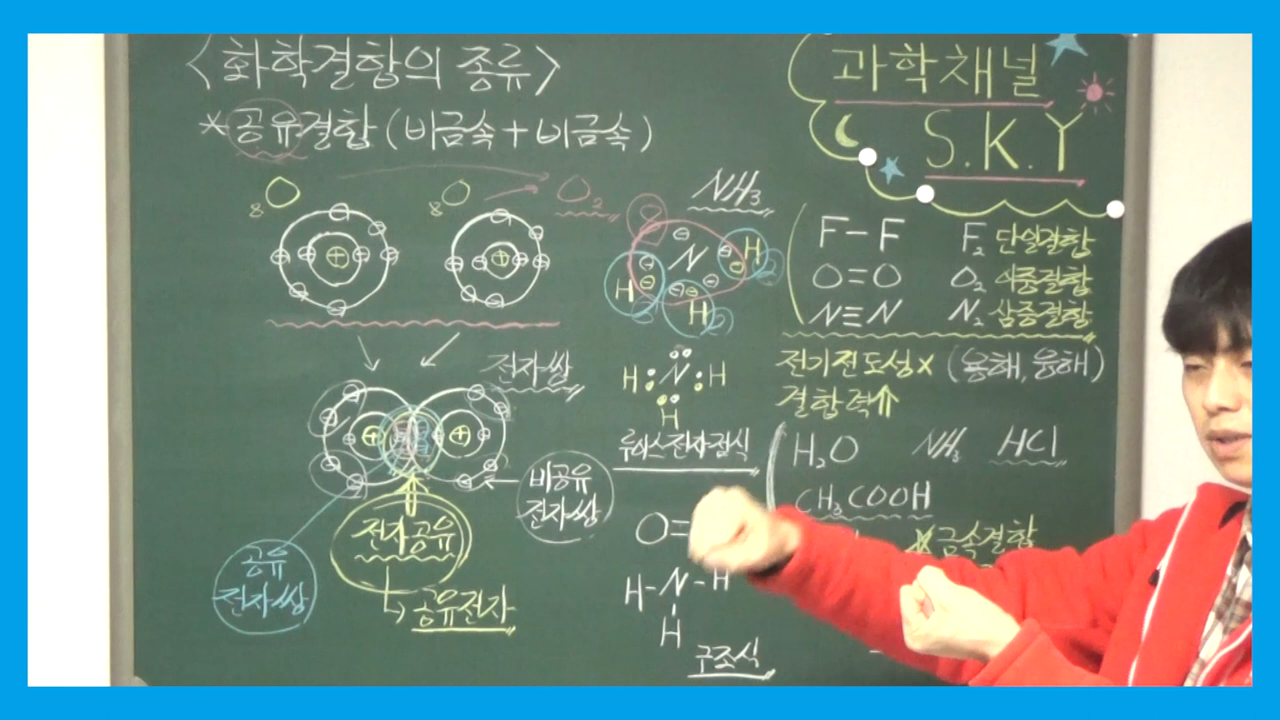 <화학결합의 종류>
*공유결합 (비금속+비금속)
₈O
₈O
O₂
NH₃
N
H
H
H
전자쌍
비공유
전자쌍
전자공유
공유
전자쌍
→ 공유전자
H : N : H
H
루이스전자점식
O=
H-N-H
H
구조식
과학채널
S.K.Y
F-F F₂ 단일결합
O=O O₂ 이중결합
N≡N N₂ 삼중결합
전기전도성× (용해, 융해)
결합력⇑
H₂O NH₃ HCl
CH₃COOH
금속결합